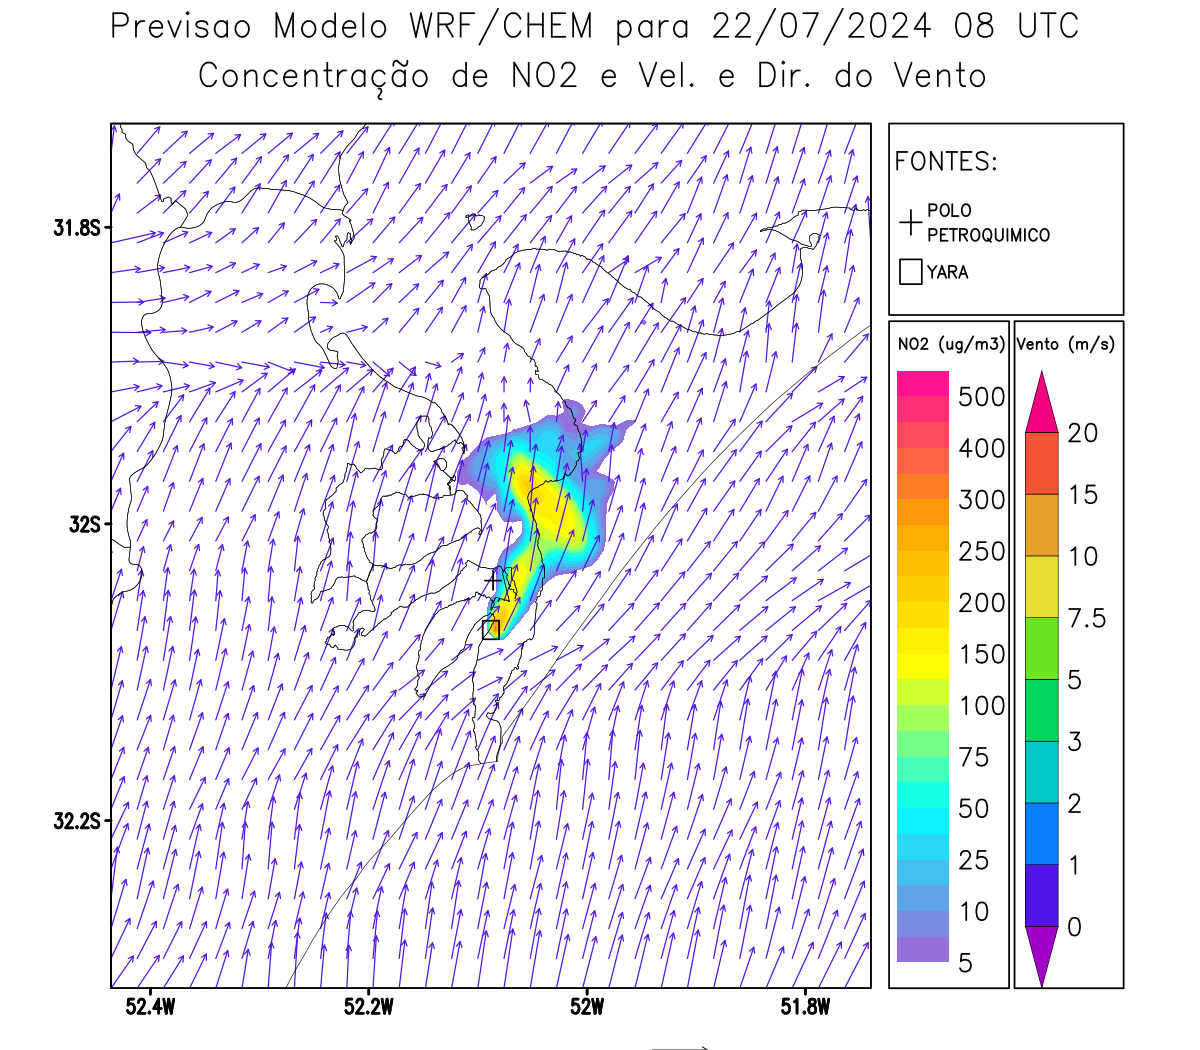 Previsao Modelo WRF/CHEM para 22/07/2024 08 UTC
Concentração de NO2 e Vel. e Dir. do Vento
FONTES:
POLO
PETROQUIMICO
YARA
31.8S
32S
32.2S
52.4W
52.2W
52W
51.8W
NO2 (ug/m3)
500
400
300
250
200
150
100
75
50
25
10
5
Vento (m/s)
20
15
10
7.5
5
3
2
1
0